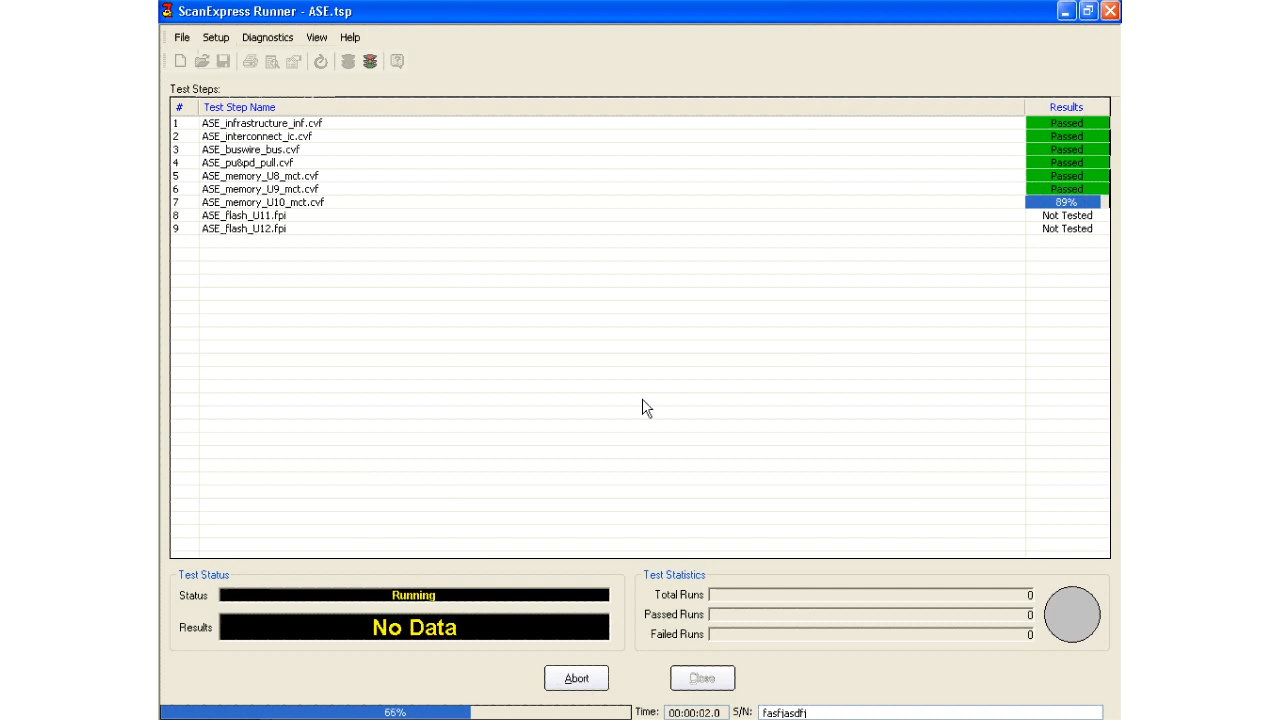 ScanExpress Runner - ASE.tsp
File Setup Diagnostics View Help
Test Steps:
# Test Step Name Results
1 ASE_infrastructure_inf.cvf Passed
2 ASE_interconnect_ic.cvf Passed
3 ASE_buswire_bus.cvf Passed
4 ASE_pu&pd_pull.cvf Passed
5 ASE_memory_U8_mct.cvf Passed
6 ASE_memory_U9_mct.cvf Passed
7 ASE_memory_U10_mct.cvf 89%
8 ASE_flash_U11.fpi Not Tested
9 ASE_flash_U12.fpi Not Tested
Test Status
Status Running
Results No Data
Test Statistics
Total Runs 0
Passed Runs 0
Failed Runs 0
Abort Close
66% Time: 00:00:02.0 S/N: fasfjasdfj